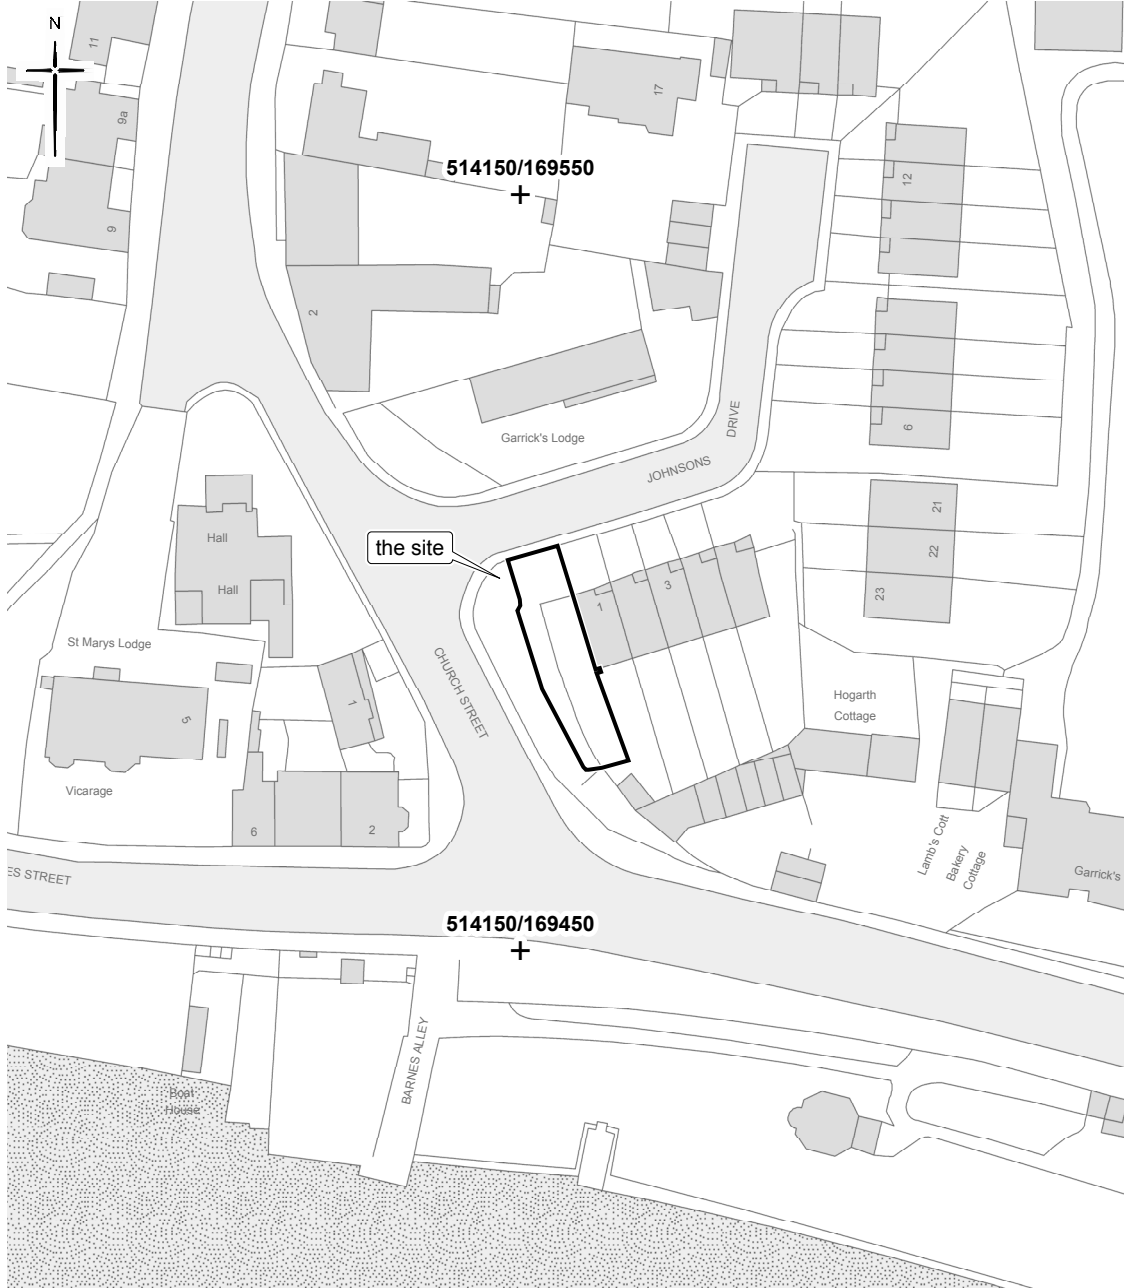 N
11
9a
17
514150/169550
12
9
2
6
DRIVE
Garrick's Lodge
JOHNSONS
21
Hall
the site
22
Hall
3
23
1
St Marys Lodge
CHURCH STREET
Hogarth
Cottage
1
5
Vicarage
6
2
Lamb's Cott
Bakery
Cottage
ES STREET
Garrick's
514150/169450
BARNES ALLEY
Boat
House